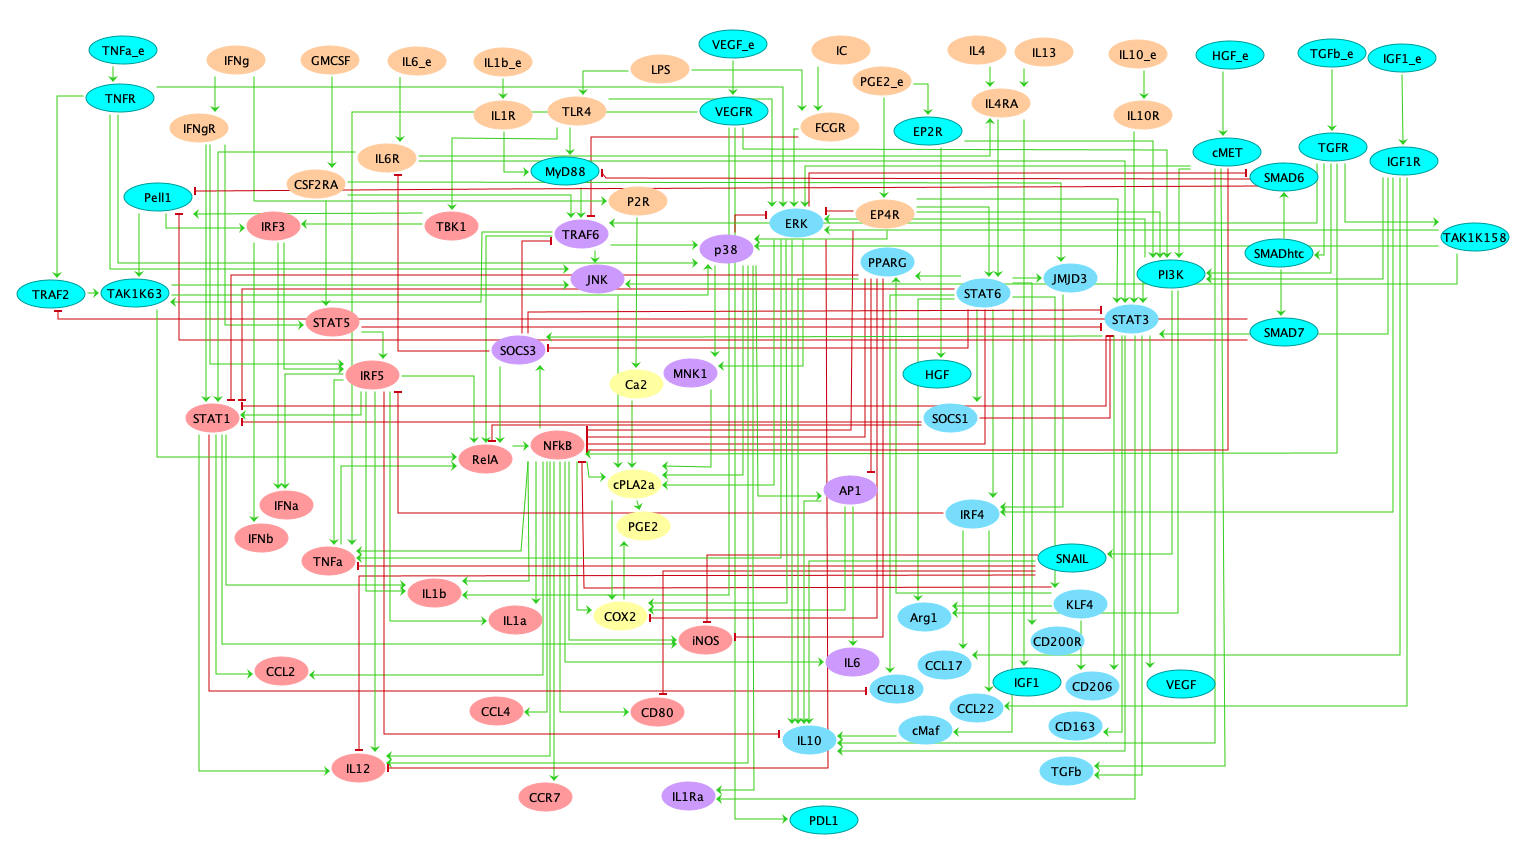 TNFa_e
IFNg
GMCSF
IL6_e
IL1b_e
LPS
VEGF_e
IC
PGE2_e
IL4
IL13
IL10_e
HGF_e
TGFb_e
IGF1_e
TNFR
IFNgR
IL1R
TLR4
VEGFR
FCGR
EP2R
IL4RA
IL10R
cMET
TGFR
IGF1R
IL6R
MyD88
SMAD6
CSF2RA
Pell1
P2R
IRF3
TBK1
TRAF6
ERK
EP4R
p38
TAK1K158
SMADhtc
PPARG
PI3K
JNK
JMJD3
TRAF2
TAK1K63
STAT6
STAT5
STAT3
SMAD7
SOCS3
IRF5
MNK1
HGF
Ca2
STAT1
SOCS1
NFkB
RelA
cPLA2a
AP1
IFNa
IRF4
PGE2
IFNb
TNFa
SNAIL
IL1b
KLF4
IL1a
COX2
Arg1
iNOS
CD200R
IL6
CCL17
CCL2
CCL18
IGF1
CD206
VEGF
CCL4
CD80
CCL22
cMaf
CD163
IL10
IL12
TGFb
CCR7
IL1Ra
PDL1